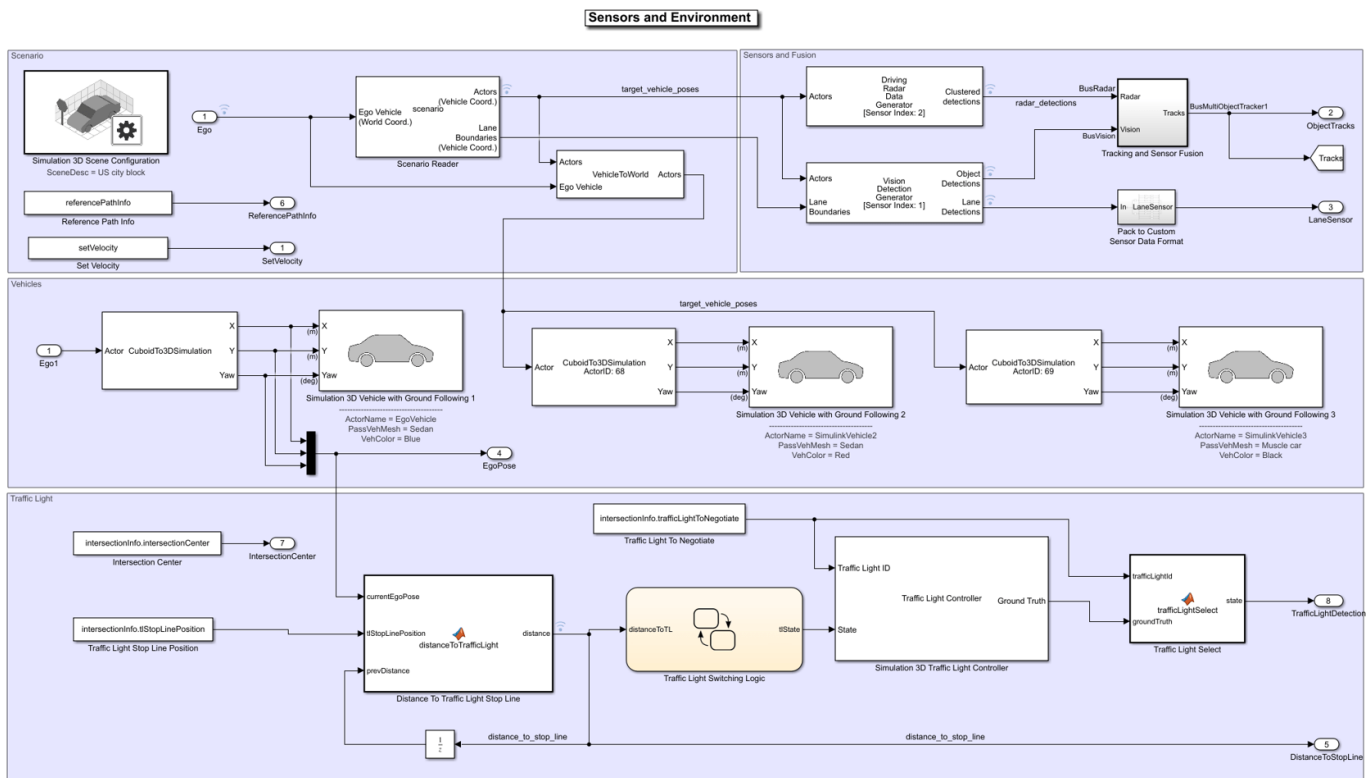 Sensors and Environment
Scenario
Simulation 3D Scene Configuration
SceneDesc = US city block
referencePathInfo
Reference Path Info
6
ReferencePathInfo
setVelocity
Set Velocity
1
SetVelocity
1
Ego
Ego Vehicle
(World Coord.)
scenario
Actors
(Vehicle Coord.)
Lane
Boundaries
(Vehicle Coord.)
Scenario Reader
Actors
Ego Vehicle
VehicleToWorld
Actors
target_vehicle_poses
Sensors and Fusion
Actors
Driving
Radar
Data
Generator
[Sensor Index: 2]
Clustered
detections
radar_detections
BusRadar
BusVision
Radar
Vision
Tracks
Tracking and Sensor Fusion
BusMultiObjectTracker1
2
ObjectTracks
Tracks
Actors
Lane
Boundaries
Vision
Detection
Generator
[Sensor Index: 1]
Object
Detections
Lane
Detections
In
LaneSensor
Pack to Custom
Sensor Data Format
3
LaneSensor
Vehicles
1
Ego1
Actor
CuboidTo3DSimulation
X
Y
Yaw
(m)
(m)
(deg)
X
Y
Yaw
Simulation 3D Vehicle with Ground Following 1
ActorName = EgoVehicle
PassVehMesh = Sedan
VehColor = Blue
4
EgoPose
target_vehicle_poses
Actor
CuboidTo3DSimulation
ActorID: 68
X
Y
Yaw
(m)
(m)
(deg)
X
Y
Yaw
Simulation 3D Vehicle with Ground Following 2
ActorName = SimulinkVehicle2
PassVehMesh = Sedan
VehColor = Red
Actor
CuboidTo3DSimulation
ActorID: 69
X
Y
Yaw
(m)
(m)
(deg)
X
Y
Yaw
Simulation 3D Vehicle with Ground Following 3
ActorName = SimulinkVehicle3
PassVehMesh = Muscle car
VehColor = Black
Traffic Light
intersectionInfo.intersectionCenter
Intersection Center
7
IntersectionCenter
intersectionInfo.tlStopLinePosition
Traffic Light Stop Line Position
currentEgoPose
tlStopLinePosition
prevDistance
distanceToTrafficLight
distance
Distance To Traffic Light Stop Line
1
z
distance_to_stop_line
distance_to_stop_line
intersectionInfo.trafficLightToNegotiate
Traffic Light To Negotiate
distanceToTL
tlState
Traffic Light Switching Logic
Traffic Light ID
State
Traffic Light Controller
Ground Truth
Simulation 3D Traffic Light Controller
trafficLightId
groundTruth
trafficLightSelect
state
Traffic Light Select
8
TrafficLightDetection
5
DistanceToStopLine